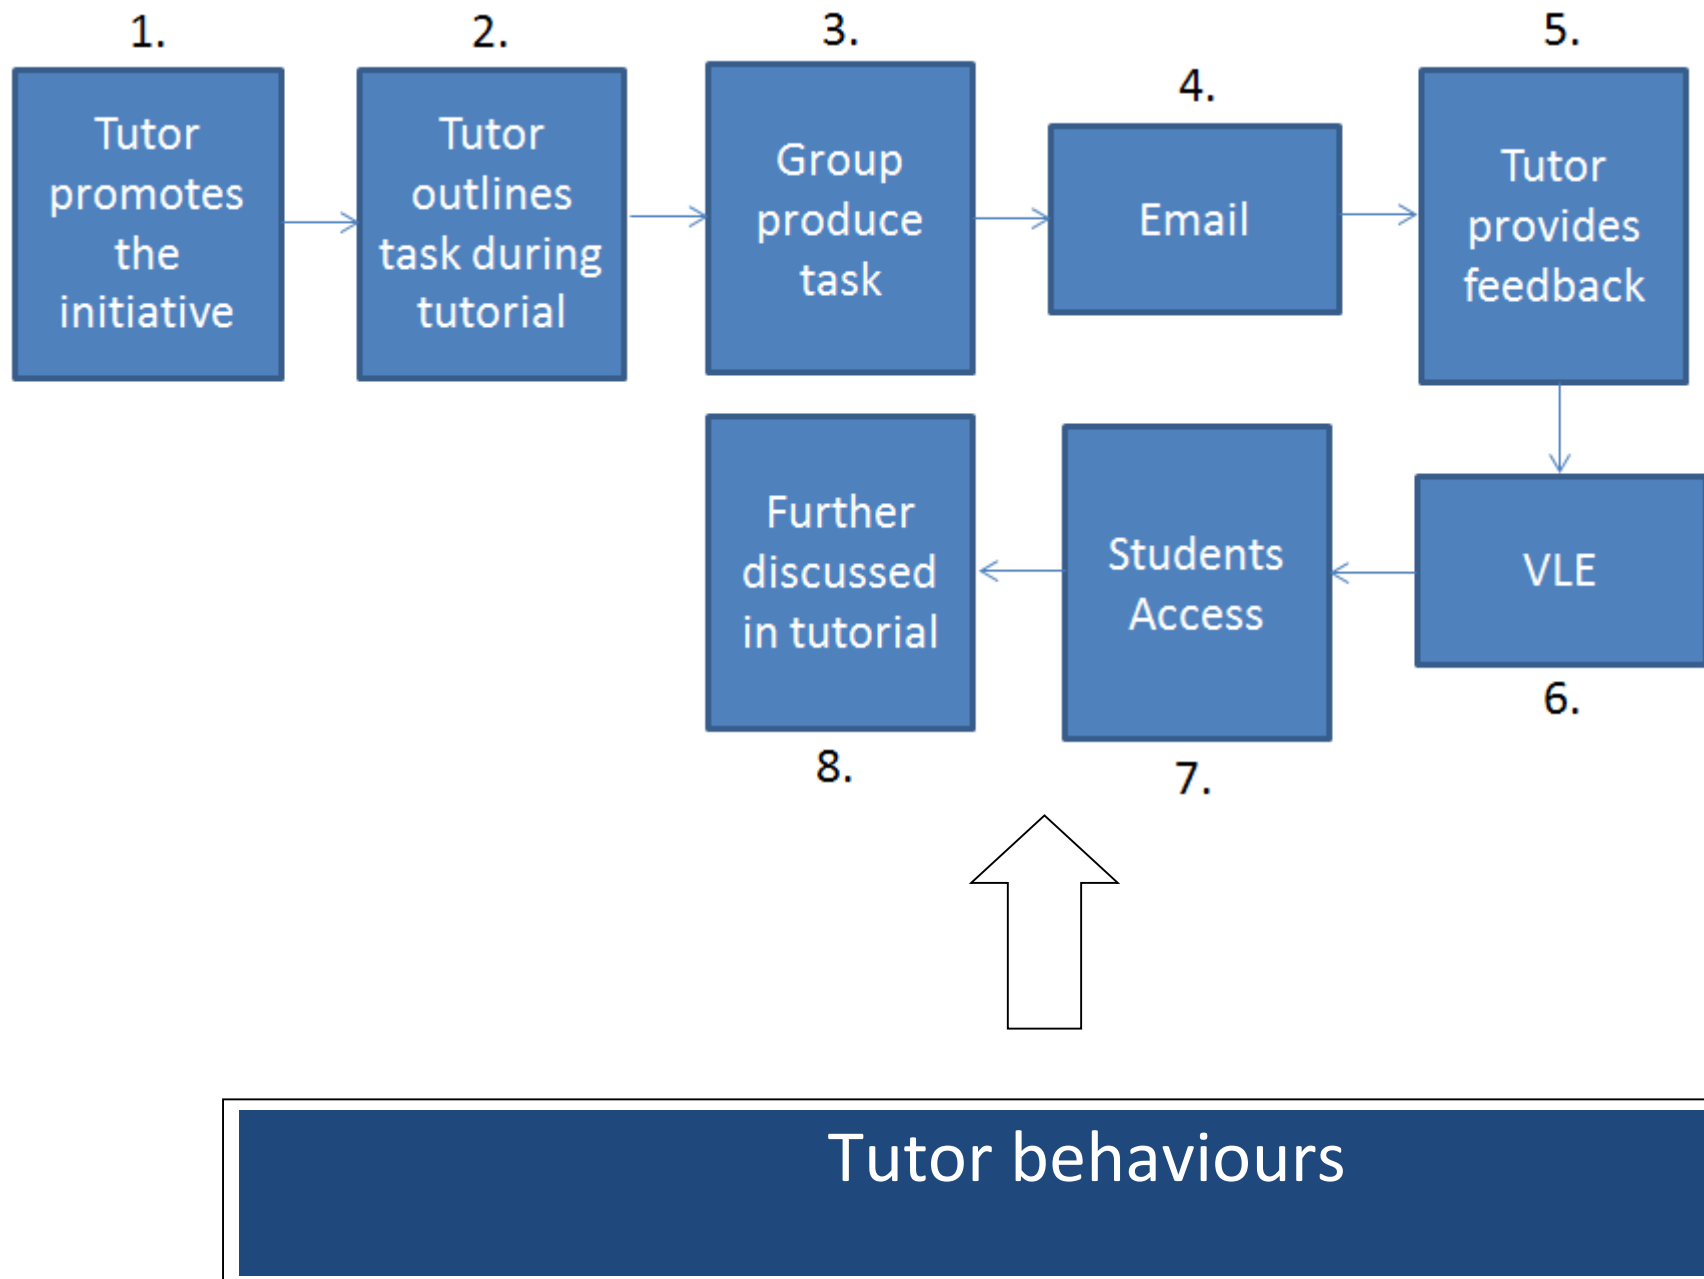 1.
Tutor
promotes
the
initiative
2.
Tutor
outlines
task during
tutorial
3.
Group
produce
task
4.
Email
5.
Tutor
provides
feedback
VLE
6.
Students
Access
7.
Further
discussed
in tutorial
8.
Tutor behaviours